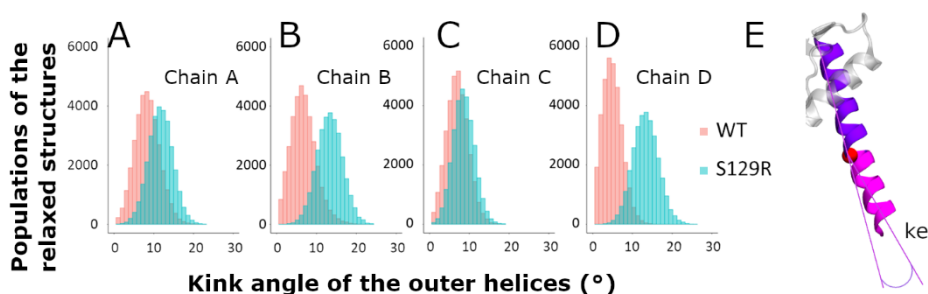 A
B
C
D
E
Populations of the
relaxed structures
6000
4000
2000
0
Chain A
0
10
20
30
6000
4000
2000
0
Chain B
0
10
20
30
6000
4000
2000
0
Chain C
0
10
20
30
6000
4000
2000
0
Chain D
0
10
20
30
WT
S129R
ke
Kink angle of the outer helices (°)